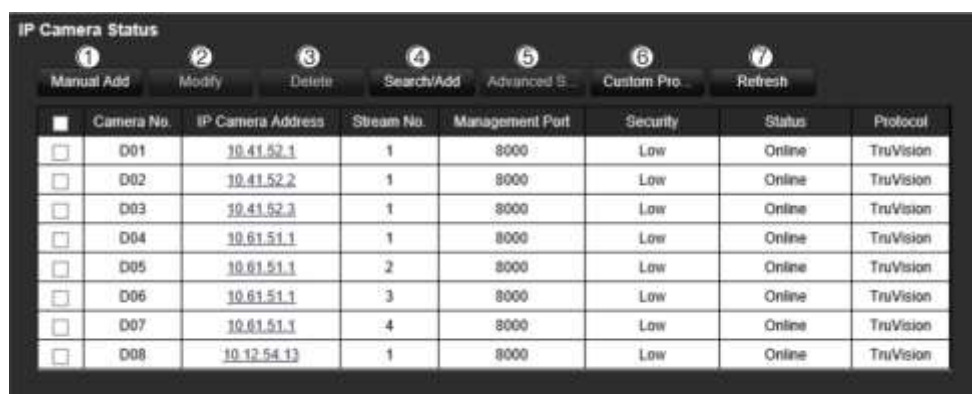 IP Camera Status
1 2 3 4 5 6 7
Manual Add Modify Delete Search/Add Advanced S... Custom Pro... Refresh
Camera No. IP Camera Address Stream No. Management Port Security Status Protocol
D01 10.41.52.1 1 8000 Low Online TruVision
D02 10.41.52.2 1 8000 Low Online TruVision
D03 10.41.52.3 1 8000 Low Online TruVision
D04 10.61.51.1 1 8000 Low Online TruVision
D05 10.61.51.1 2 8000 Low Online TruVision
D06 10.61.51.1 3 8000 Low Online TruVision
D07 10.61.51.1 4 8000 Low Online TruVision
D08 10.12.54.13 1 8000 Low Online TruVision